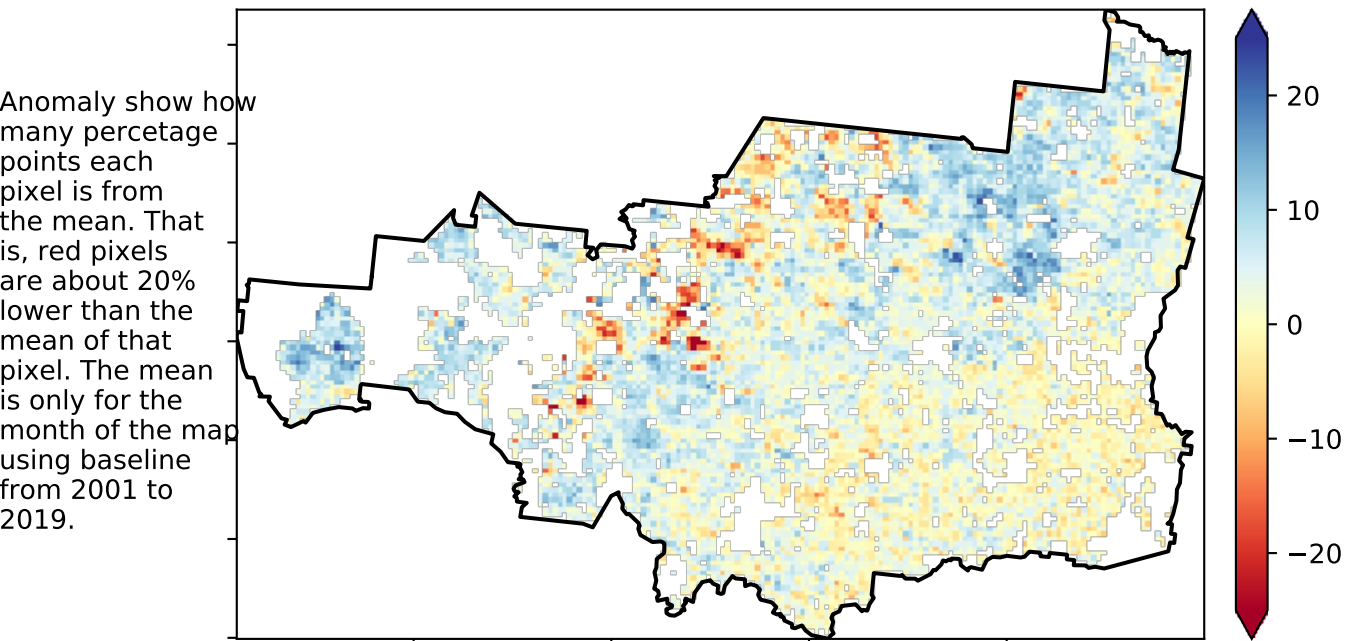 Anomaly show how
many percetage
points each
pixel is from
the mean. That
is, red pixels
are about 20%
lower than the
mean of that
pixel. The mean
is only for the
month of the map
using baseline
from 2001 to
2019.
20
10
0
−10
−20